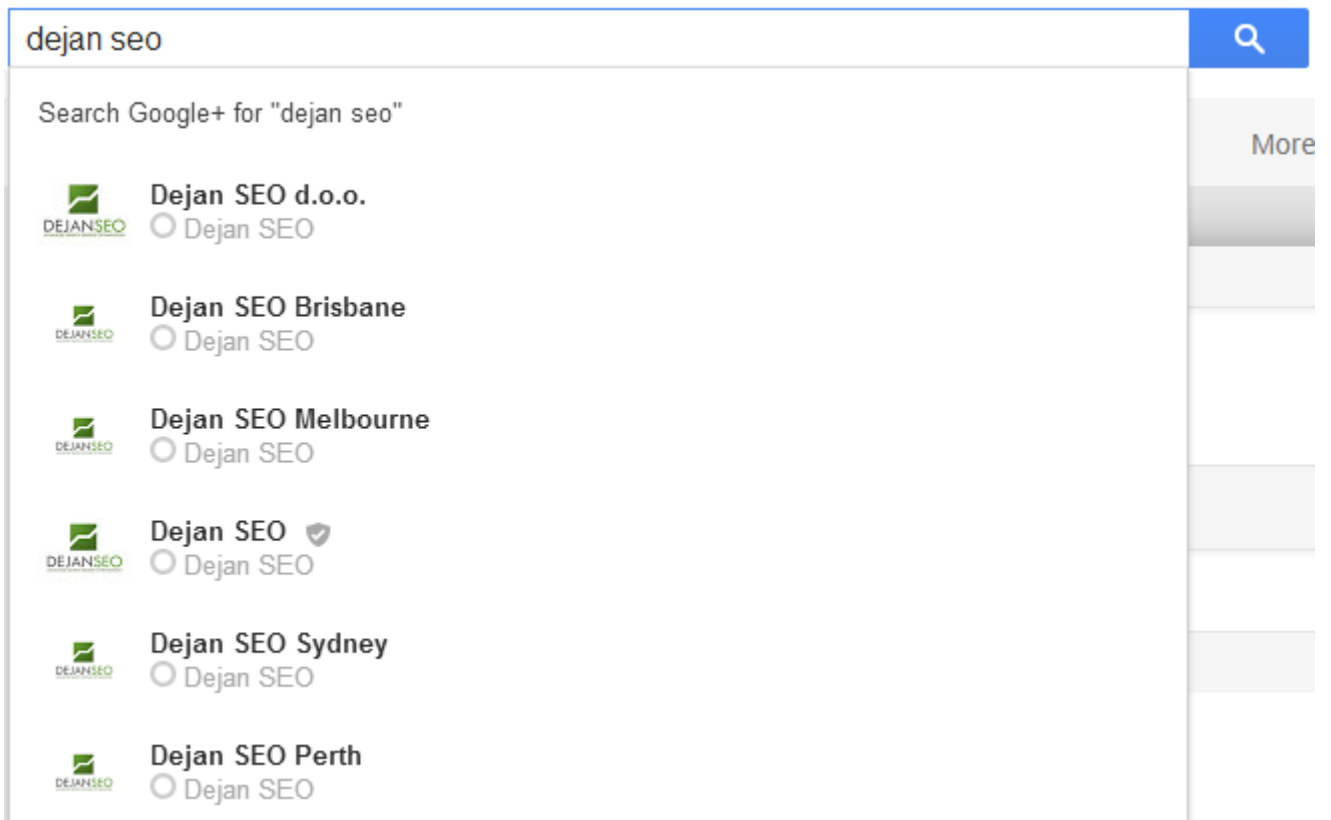 dejan seo
Search Google+ for "dejan seo"
More
Dejan SEO d.o.o.
DEJANSEO
Dejan SEO
Dejan SEO Brisbane
DEJANSEO
Dejan SEO
Dejan SEO Melbourne
DEJANSEO
Dejan SEO
Dejan SEO
DEJANSEO
Dejan SEO
Dejan SEO Sydney
DEJANSEO
Dejan SEO
Dejan SEO Perth
DEJANSEO
Dejan SEO